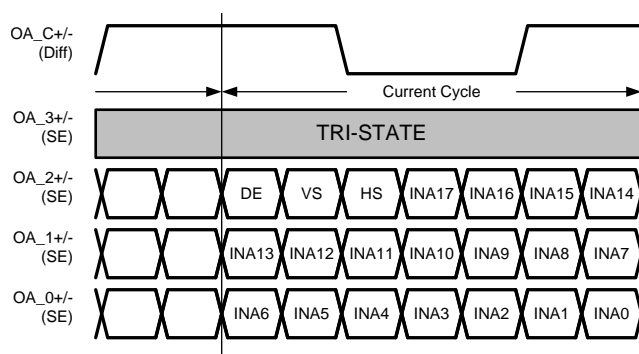 OA_C+/-
(Diff)
Current Cycle
OA_3+/-
(SE)
TRI-STATE
OA_2+/-
(SE)
DE VS HS INA17 INA16 INA15 INA14
OA_1+/-
(SE)
INA13 INA12 INA11 INA10 INA9 INA8 INA7
OA_0+/-
(SE)
INA6 INA5 INA4 INA3 INA2 INA1 INA0